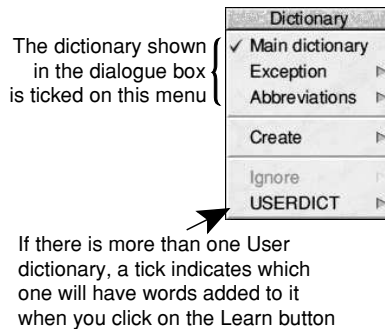 Dictionary
The dictionary shown
in the dialogue box
is ticked on this menu
✓ Main dictionary
Exception
Abbreviations
Create
Ignore
USERDICT
If there is more than one User
dictionary, a tick indicates which
one will have words added to it
when you click on the Learn button